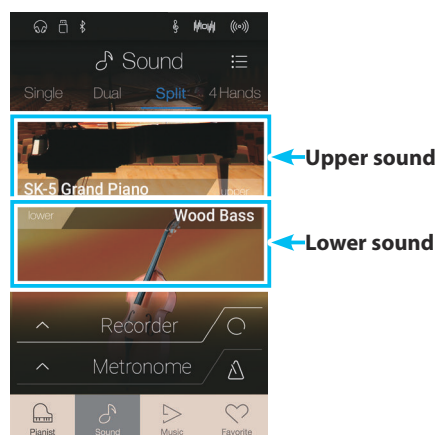 Sound
Single Dual Split 4 Hands
SK-5 Grand Piano
Upper sound
lower Wood Bass
Lower sound
Recorder
Metronome
Pianist Sound Music Favorite